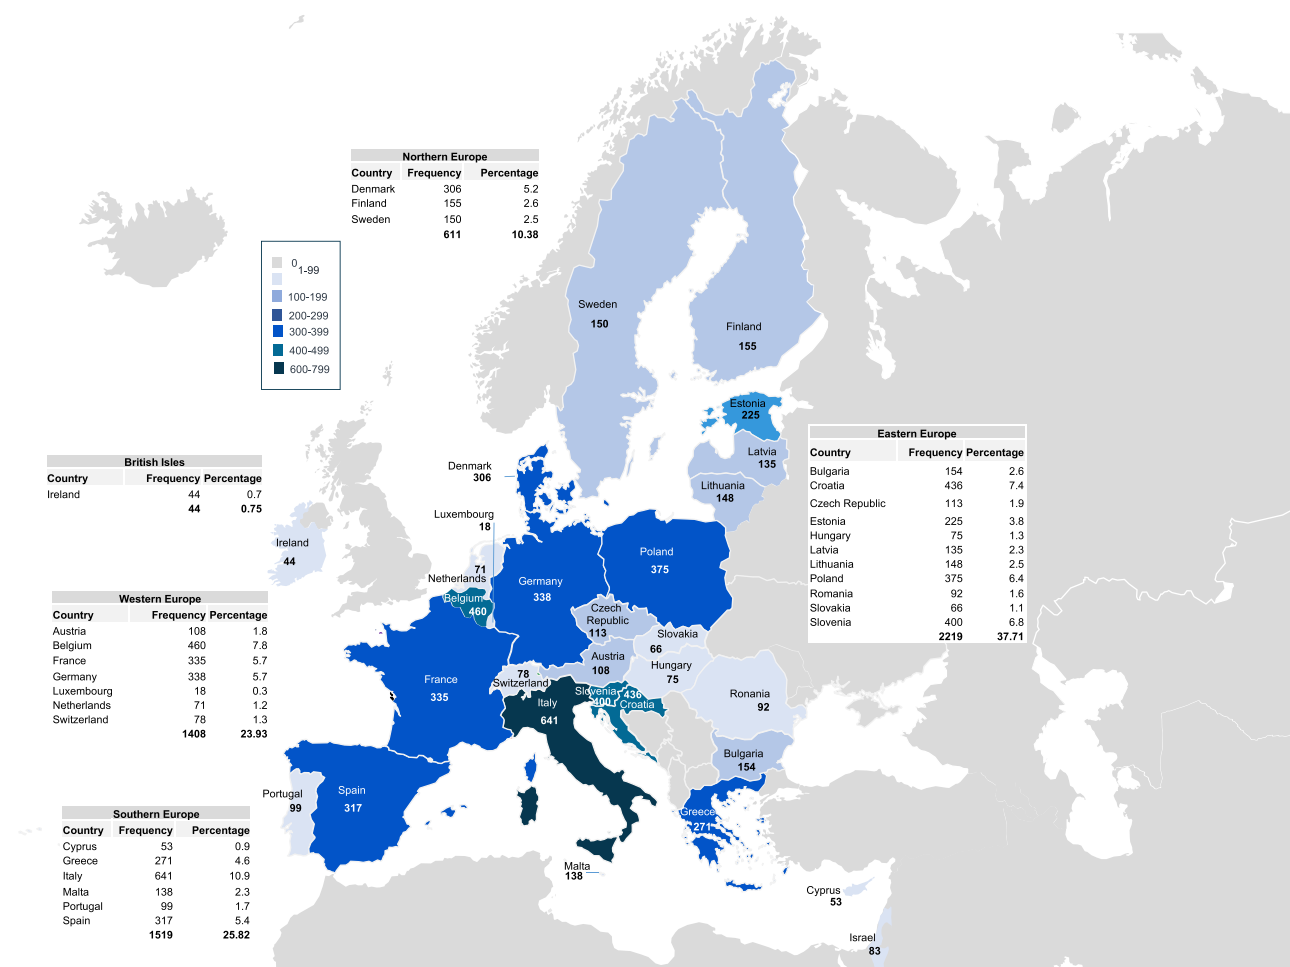 Northern Europe
Country Frequency Percentage
Denmark 306 5.2
Finland 155 2.6
Sweden 150 2.5
611 10.38
0
1-99
100-199
200-299
300-399
400-499
600-799
British Isles
Country Frequency Percentage
Ireland 44 0.7
44 0.75
Western Europe
Country Frequency Percentage
Austria 108 1.8
Belgium 460 7.8
France 335 5.7
Germany 338 5.7
Luxembourg 18 0.3
Netherlands 71 1.2
Switzerland 78 1.3
1408 23.93
Southern Europe
Country Frequency Percentage
Cyprus 53 0.9
Greece 271 4.6
Italy 641 10.9
Malta 138 2.3
Portugal 99 1.7
Spain 317 5.4
1519 25.82
Eastern Europe
Country Frequency Percentage
Bulgaria 154 2.6
Croatia 436 7.4
Czech Republic 113 1.9
Estonia 225 3.8
Hungary 75 1.3
Latvia 135 2.3
Lithuania 148 2.5
Poland 375 6.4
Romania 92 1.6
Slovakia 66 1.1
Slovenia 400 6.8
2219 37.71
Sweden
150
Finland
155
Estonia
225
Latvia
135
Lithuania
148
Denmark
306
Luxembourg
18
Ireland
44
71
Netherlands
Belgium
460
Germany
338
Poland
375
Czech
Republic
113
Slovakia
66
Austria
108
Hungary
75
78
Switzerland
France
335
Italy
641
Slovenia
400
436
Croatia
Ronania
92
Bulgaria
154
Portugal
99
Spain
317
Greece
271
Malta
138
Cyprus
53
Israel
83